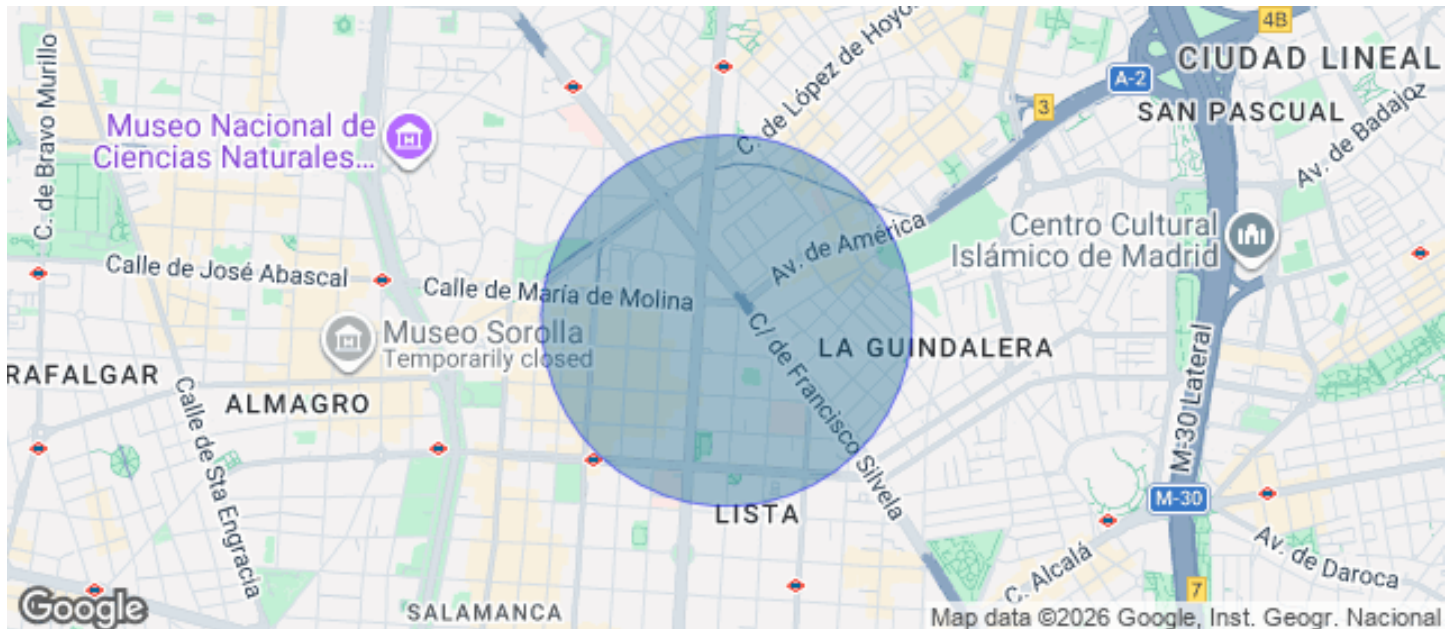 4B
C. de Bravo Murillo
C. de López de Hoyo
CIUDAD LINEAL
A-2
3
SAN PASCUAL
Museo Nacional de
Ciencias Naturales...
Av. de Badajoz
Av. de América
Centro Cultural
Islámico de Madrid
Calle de José Abascal
Calle de María de Molina
Museo Sorolla
Temporarily closed
C/ de Francisco Silvela
LA GUINDALERA
RAFALGAR
ALMAGRO
Calle de Sta Engracia
M-30 Lateral
M-30
LISTA
Av. de Daroca
C. Alcalá
7
SALAMANCA
Google
Map data ©2026 Google, Inst. Geogr. Nacional